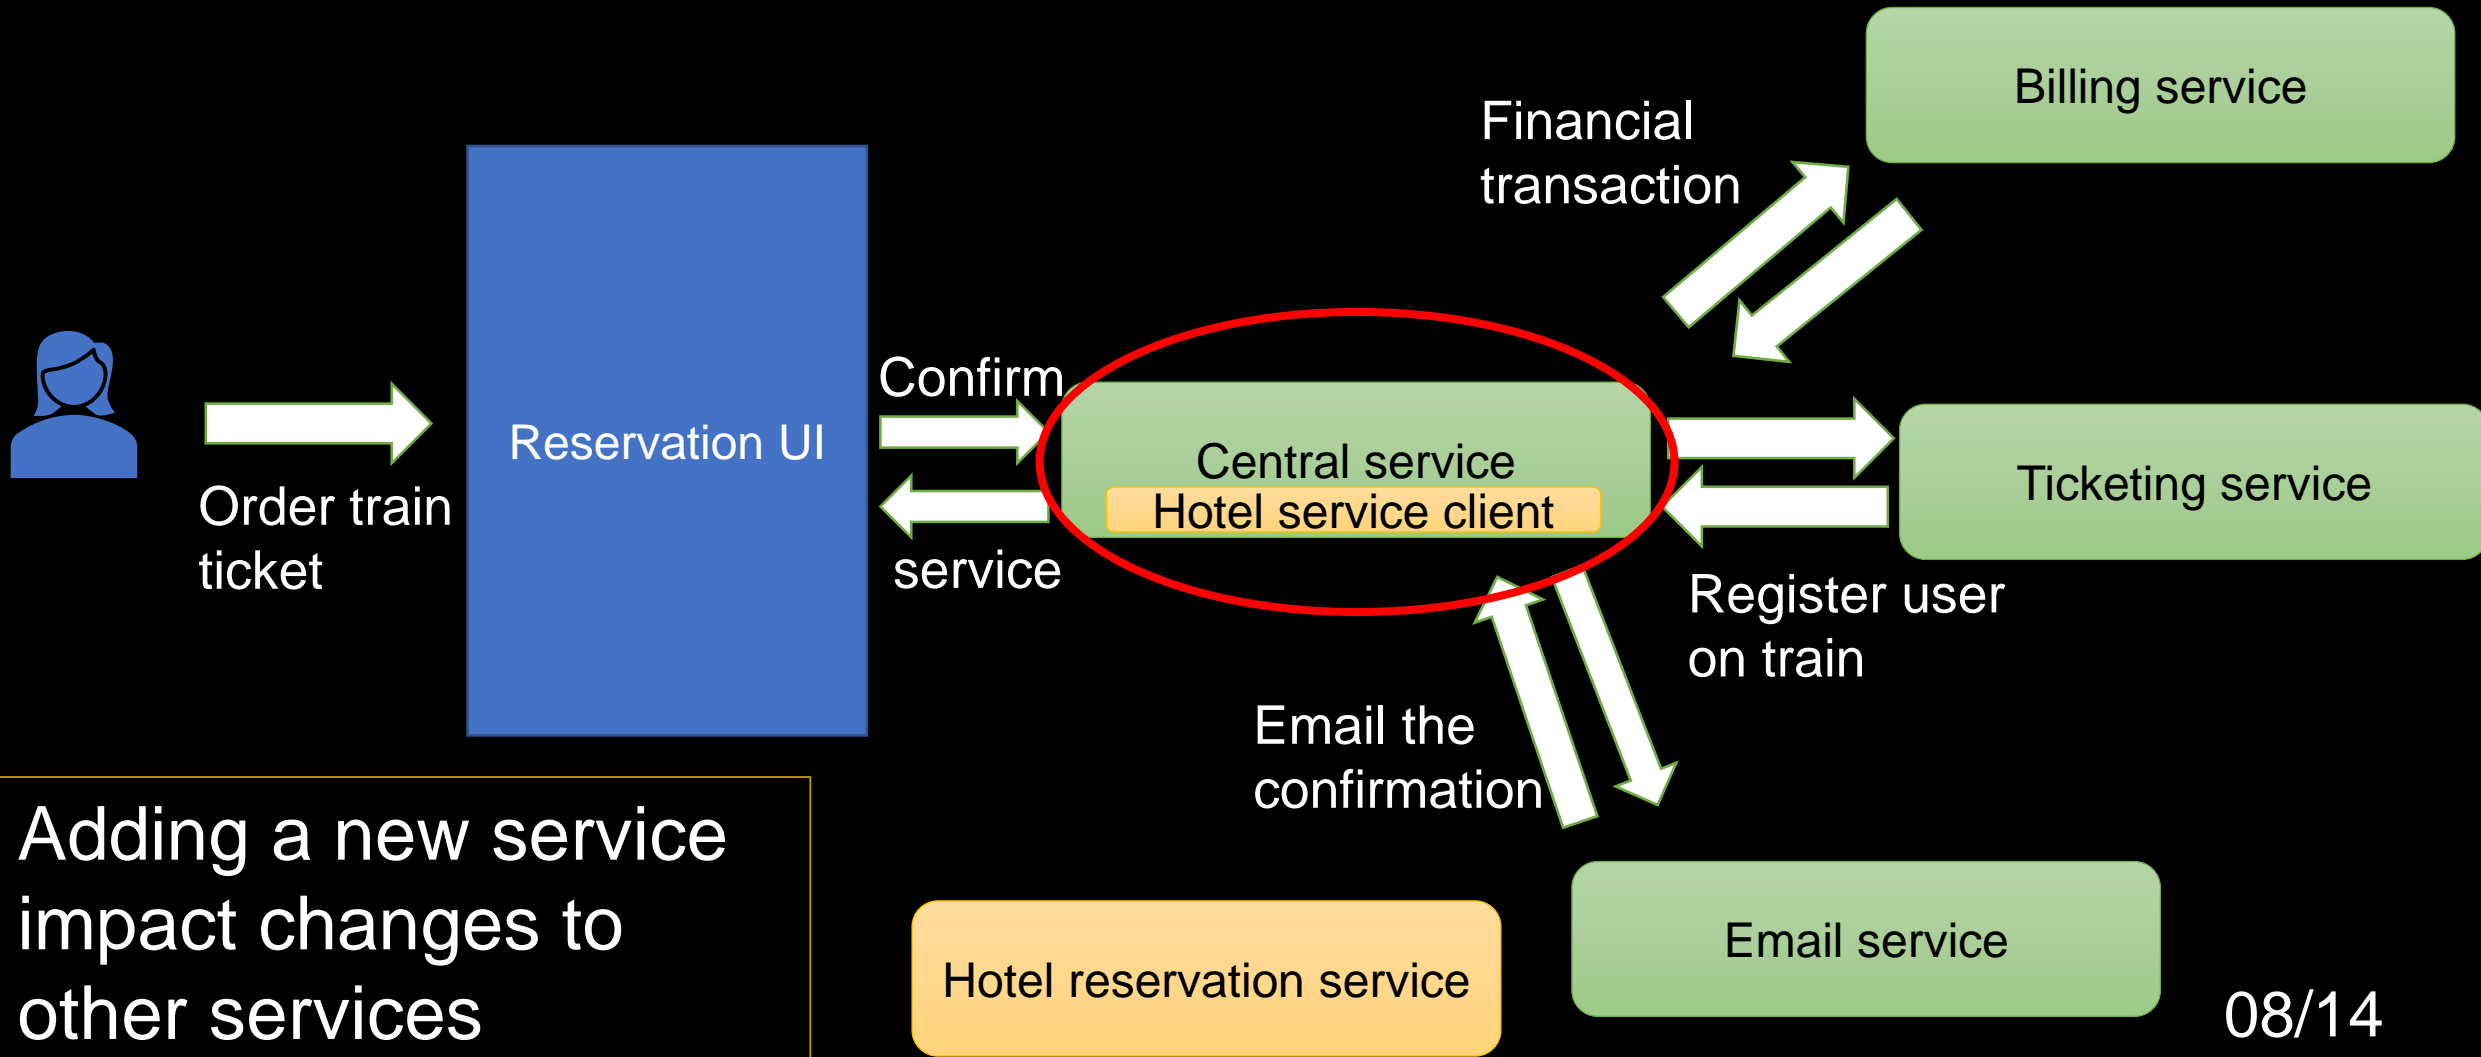 Billing service
Financial
transaction
Confirm
Reservation UI
Central service
Hotel service client
Ticketing service
Order train
ticket
service
Register user
on train
Email the
confirmation
Adding a new service
impact changes to
other services
Hotel reservation service
Email service
08/14